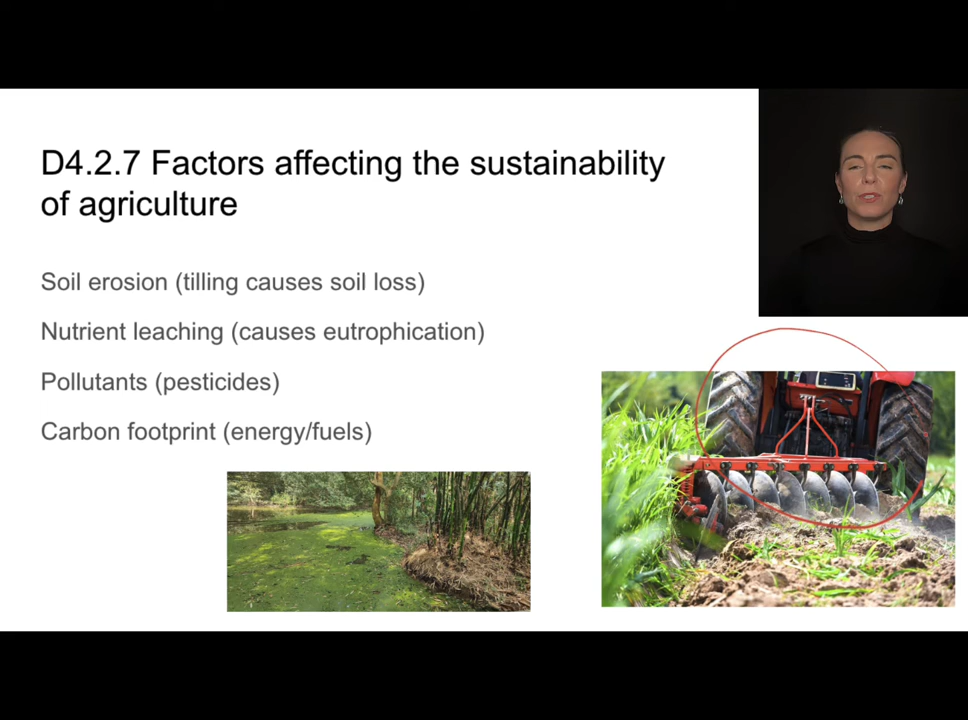 D4.2.7 Factors affecting the sustainability
of agriculture
Soil erosion (tilling causes soil loss)
Nutrient leaching (causes eutrophication)
Pollutants (pesticides)
Carbon footprint (energy/fuels)